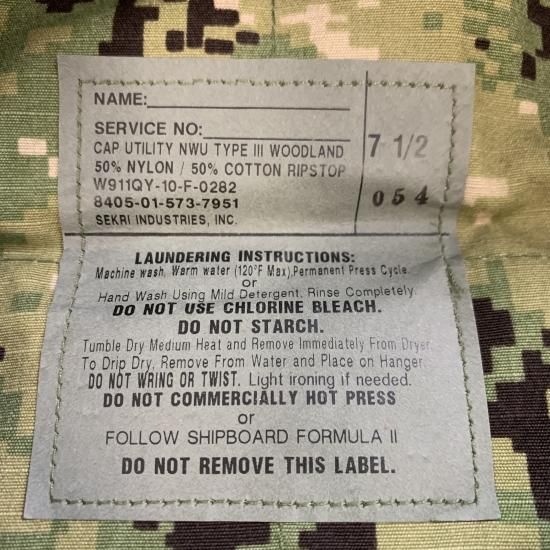 NAME:
SERVICE NO:
CAP UTILITY NWU TYPE III WOODLAND
50% NYLON / 50% COTTON RIPSTOP
W911QY-10-F-0282
8405-01-573-7951
SEKRI INDUSTRIES, INC.
7 1/2
054
LAUNDERING INSTRUCTIONS:
Machine wash, Warm water (120°F Max), Permanent Press Cycle.
or
Hand Wash Using Mild Detergent. Rinse Completely.
DO NOT USE CHLORINE BLEACH.
DO NOT STARCH.
Tumble Dry Medium Heat and Remove Immediately From Dryer.
To Drip Dry, Remove From Water and Place on Hanger.
DO NOT WRING OR TWIST. Light ironing if needed.
DO NOT COMMERCIALLY HOT PRESS
or
FOLLOW SHIPBOARD FORMULA II
DO NOT REMOVE THIS LABEL.